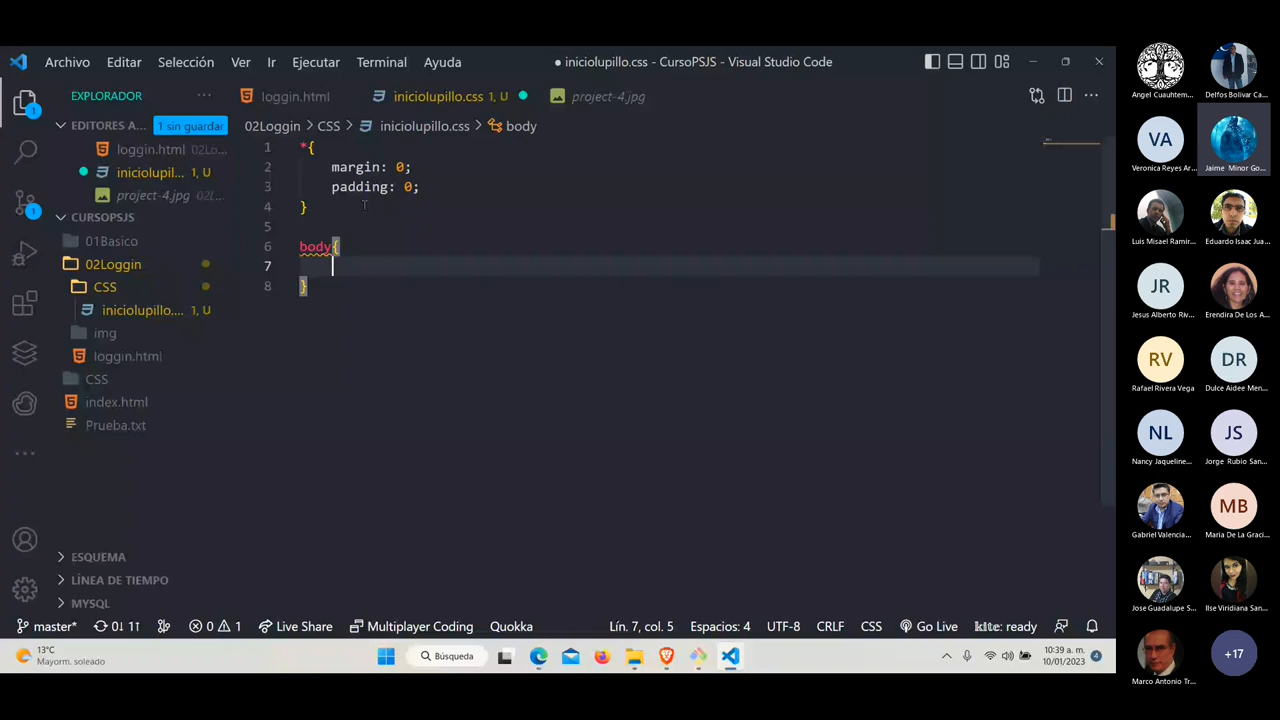 Archivo Editar Selección Ver Ir Ejecutar Terminal Ayuda
● iniciolupillo.css - CursoPSJS - Visual Studio Code
EXPLORADOR ...
loggin.html
iniciolupillo.css 1, U
project-4.jpg
EDITORES A... 1 sin guardar
02Loggin > CSS > iniciolupillo.css > body
loggin.html 02Lo...
iniciolupillo... 1, U
project-4.jpg 02L...
CURSOPSJS
01Basico
02Loggin
CSS
iniciolupillo.... 1, U
img
loggin.html
CSS
index.html
Prueba.txt
ESQUEMA
LÍNEA DE TIEMPO
MYSQL
1 *{
2 margin: 0;
3 padding: 0;
4 }
5
6 body{
7
8 }
master* 0↓ 1↑ 0 1 Live Share Multiplayer Coding Quokka Lín. 7, col. 5 Espacios: 4 UTF-8 CRLF CSS Go Live kite: ready
13°C
Mayorm. soleado
Búsqueda
10:39 a. m.
10/01/2023
4
Angel Cuauhtem...
Delfos Bolivar Ca...
VA
Veronica Reyes Ar...
Jaime Minor Go...
Luis Misael Ramir...
Eduardo Isaac Jua...
JR
Jesus Alberto Riv...
Erendira De Los A...
RV
Rafael Rivera Vega
DR
Dulce Aidee Men...
NL
Nancy Jaqueline...
JS
Jorge Rubio San...
Gabriel Valencia...
MB
Maria De La Graci...
Jose Guadalupe S...
Ilse Viridiana San...
Marco Antonio Tr...
+17